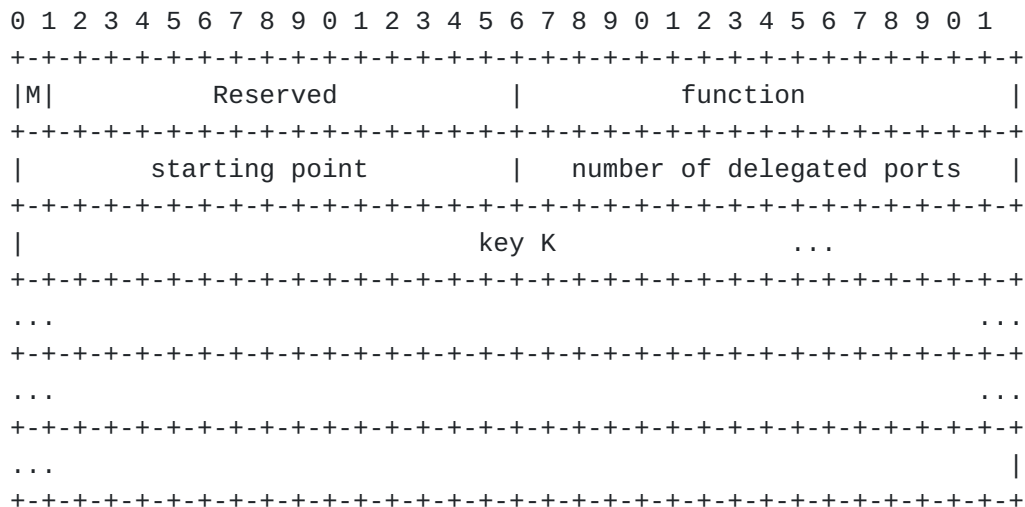 0 1 2 3 4 5 6 7 8 9 0 1 2 3 4 5 6 7 8 9 0 1 2 3 4 5 6 7 8 9 0 1
+-+-+-+-+-+-+-+-+-+-+-+-+-+-+-+-+-+-+-+-+-+-+-+-+-+-+-+-+-+-+-+-+
|M|          Reserved           |          function             |
+-+-+-+-+-+-+-+-+-+-+-+-+-+-+-+-+-+-+-+-+-+-+-+-+-+-+-+-+-+-+-+-+
|        starting point         |   number of delegated ports   |
+-+-+-+-+-+-+-+-+-+-+-+-+-+-+-+-+-+-+-+-+-+-+-+-+-+-+-+-+-+-+-+-+
|                             key K               ...
+-+-+-+-+-+-+-+-+-+-+-+-+-+-+-+-+-+-+-+-+-+-+-+-+-+-+-+-+-+-+-+-+
...                                                           ...
+-+-+-+-+-+-+-+-+-+-+-+-+-+-+-+-+-+-+-+-+-+-+-+-+-+-+-+-+-+-+-+-+
...                                                           ...
+-+-+-+-+-+-+-+-+-+-+-+-+-+-+-+-+-+-+-+-+-+-+-+-+-+-+-+-+-+-+-+-+
...                                                             |
+-+-+-+-+-+-+-+-+-+-+-+-+-+-+-+-+-+-+-+-+-+-+-+-+-+-+-+-+-+-+-+-+